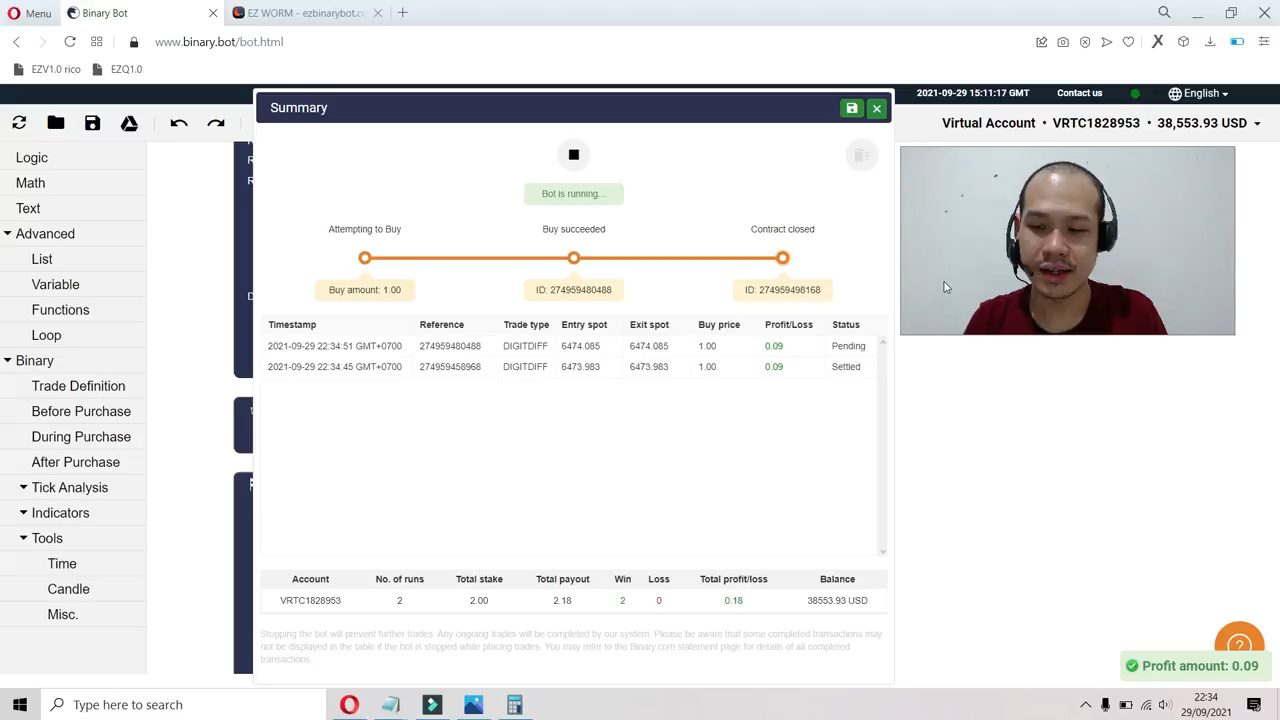 Menu
Binary Bot
EZ WORM - ezbinarybot.c
www.binary.bot/bot.html
EZV1.0 rico
EZQ1.0
2021-09-29 15:11:17 GMT
Contact us
English
Virtual Account • VRTC1828953 • 38,553.93 USD
Summary
Bot is running...
Attempting to Buy
Buy succeeded
Contract closed
Buy amount: 1.00
ID: 274959480488
ID: 274959498168
Timestamp Reference Trade type Entry spot Exit spot Buy price Profit/Loss Status
2021-09-29 22:34:51 GMT+0700 274959480488 DIGITDIFF 6474.085 6474.085 1.00 0.09 Pending
2021-09-29 22:34:45 GMT+0700 274959458968 DIGITDIFF 6473.983 6473.983 1.00 0.09 Settled
Account No. of runs Total stake Total payout Win Loss Total profit/loss Balance
VRTC1828953 2 2.00 2.18 2 0 0.18 38553.93 USD
Stopping the bot will prevent further trades. Any ongoing trades will be completed by our system. Please be aware that some completed transactions may
not be displayed in the table if the bot is stopped while placing trades. You may refer to the Binary.com statement page for details of all completed
transactions.
Logic
Math
Text
Advanced
List
Variable
Functions
Loop
Binary
Trade Definition
Before Purchase
During Purchase
After Purchase
Tick Analysis
Indicators
Tools
Time
Candle
Misc.
Profit amount: 0.09
Type here to search
22:34
29/09/2021